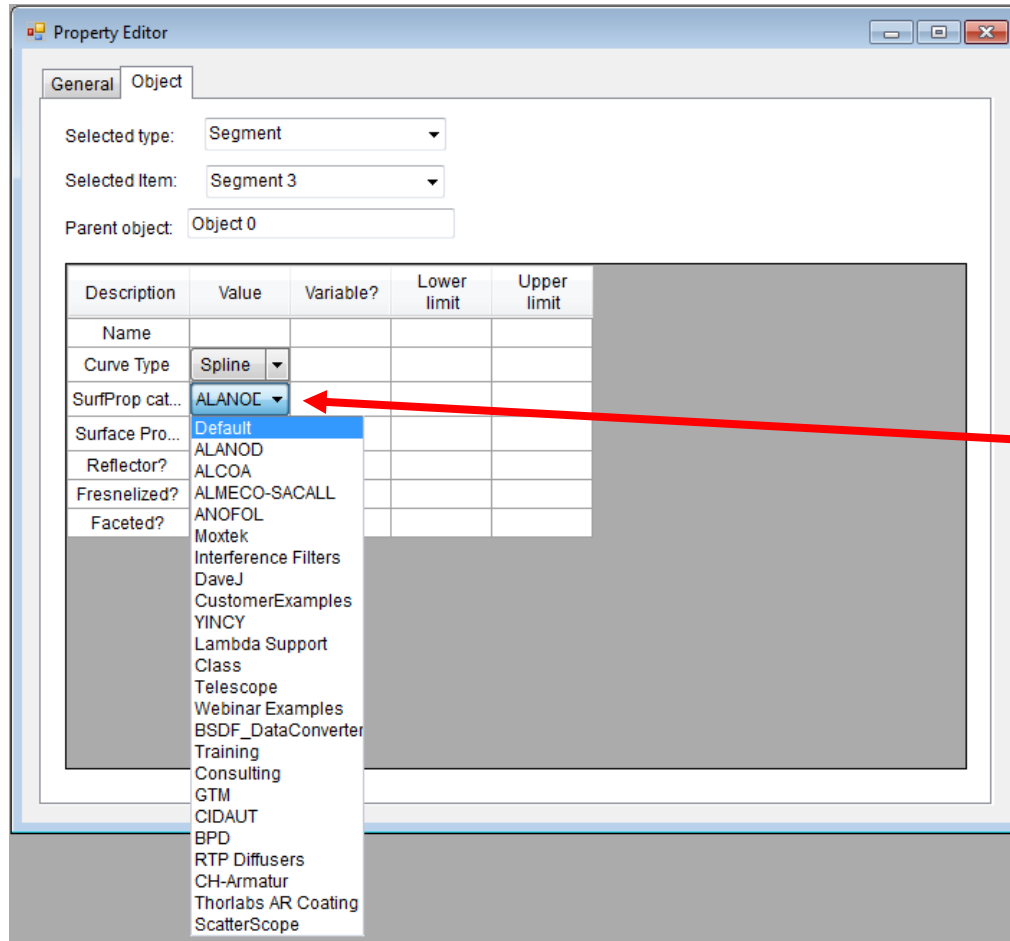 Property Editor
General Object
Selected type: Segment
Selected Item: Segment 3
Parent object: Object 0
Description Value Variable? Lower limit Upper limit
Name
Curve Type Spline
SurfProp cat... ALANOD
Surface Pro...
Reflector?
Fresnelized?
Faceted?
Default
ALANOD
ALCOA
ALMECO-SACALL
ANOFOL
Moxtek
Interference Filters
DaveJ
CustomerExamples
YINCY
Lambda Support
Class
Telescope
Webinar Examples
BSDF_DataConverter
Training
Consulting
GTM
CIDAUT
BPD
RTP Diffusers
CH-Armatur
Thorlabs AR Coating
ScatterScope